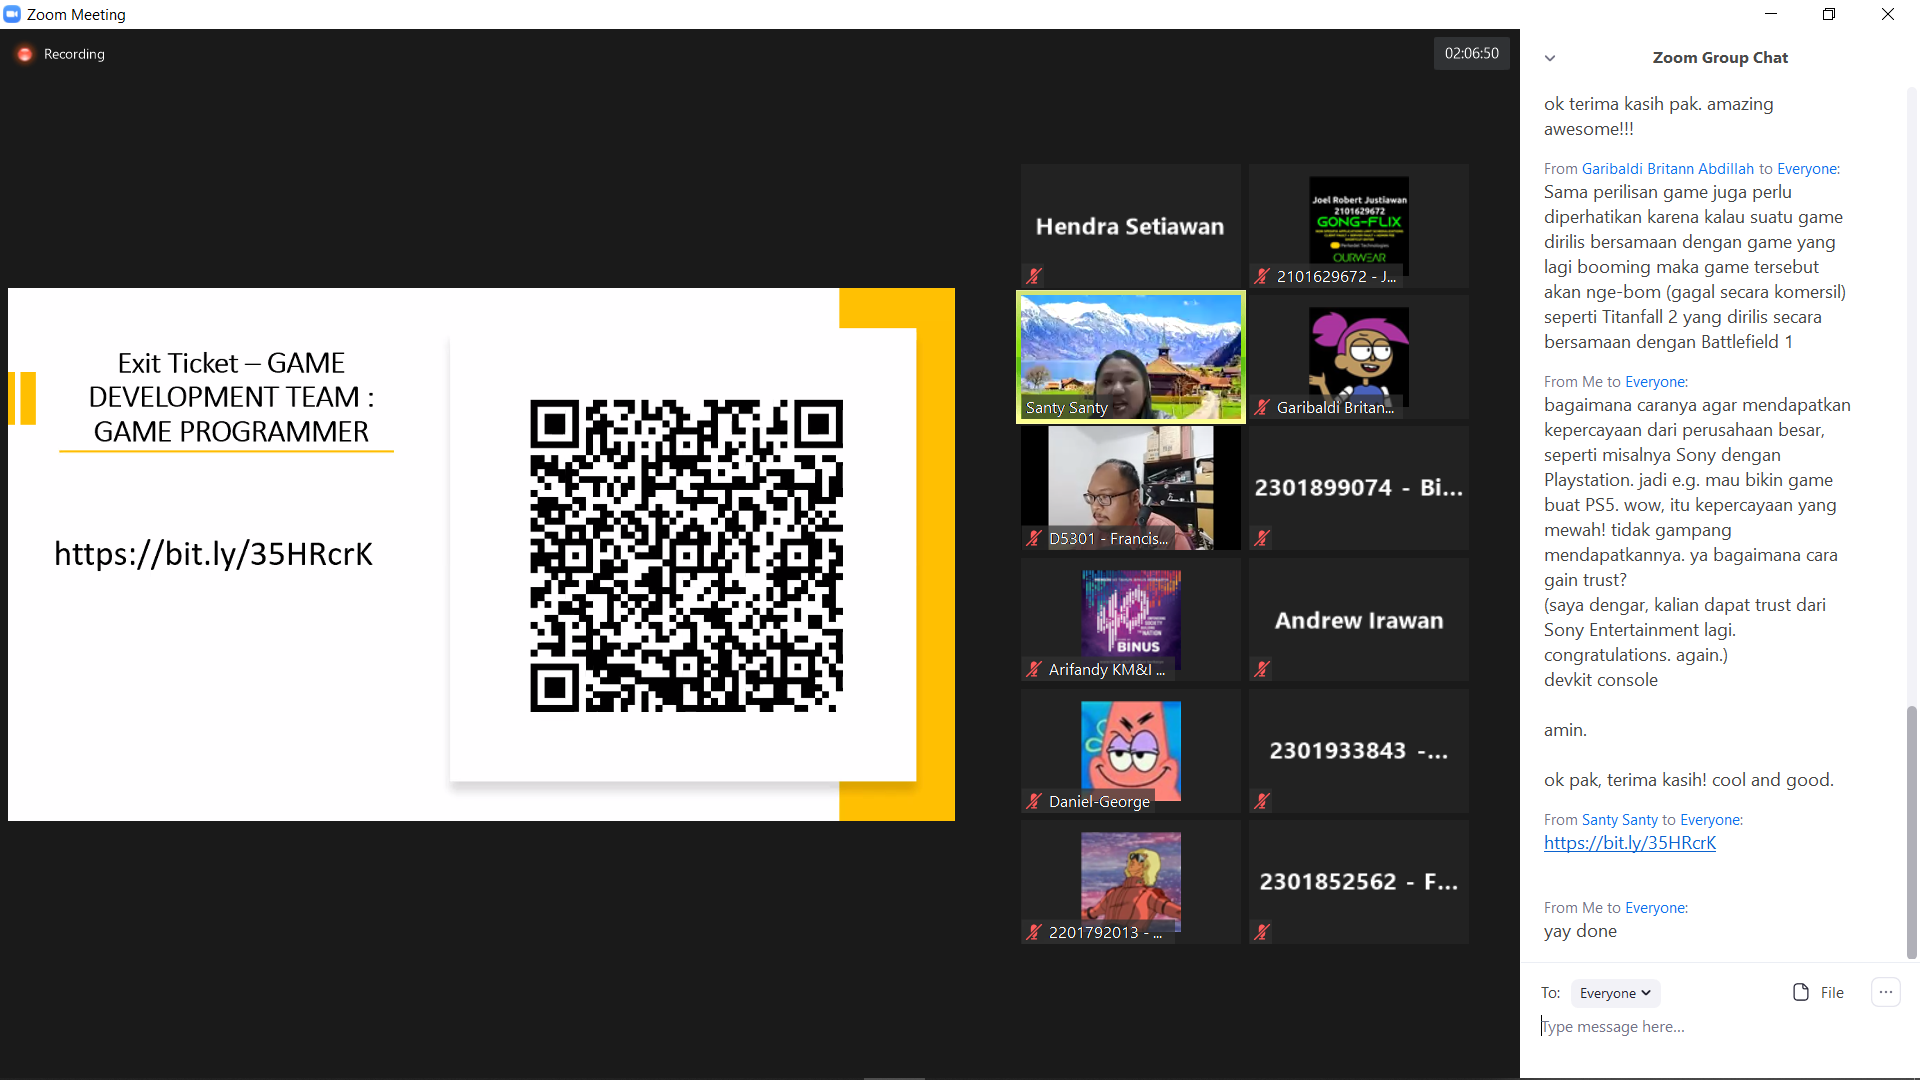 Zoom Meeting
Recording
02:06:50
Exit Ticket – GAME
DEVELOPMENT TEAM :
GAME PROGRAMMER
https://bit.ly/35HRcrK
Hendra Setiawan
Joel Robert Justiawan
2101629672
GONG-FLIX
OURWEAR
2101629672 - J...
Santy Santy
Garibaldi Britan...
D5301 - Francis...
2301899074 - Bi...
BINUS
Arifandy KM&I ...
Andrew Irawan
Daniel-George
2301933843 -...
2201792013 - ...
2301852562 - F...
Zoom Group Chat
ok terima kasih pak. amazing
awesome!!!
From Garibaldi Britann Abdillah to Everyone:
Sama perilisan game juga perlu
diperhatikan karena kalau suatu game
dirilis bersamaan dengan game yang
lagi booming maka game tersebut
akan nge-bom (gagal secara komersil)
seperti Titanfall 2 yang dirilis secara
bersamaan dengan Battlefield 1
From Me to Everyone:
bagaimana caranya agar mendapatkan
kepercayaan dari perusahaan besar,
seperti misalnya Sony dengan
Playstation. jadi e.g. mau bikin game
buat PS5. wow, itu kepercayaan yang
mewah! tidak gampang
mendapatkannya. ya bagaimana cara
gain trust?
(saya dengar, kalian dapat trust dari
Sony Entertainment lagi.
congratulations. again.)
devkit console
amin.
ok pak, terima kasih! cool and good.
From Santy Santy to Everyone:
https://bit.ly/35HRcrK
From Me to Everyone:
yay done
To: Everyone
File
Type message here...